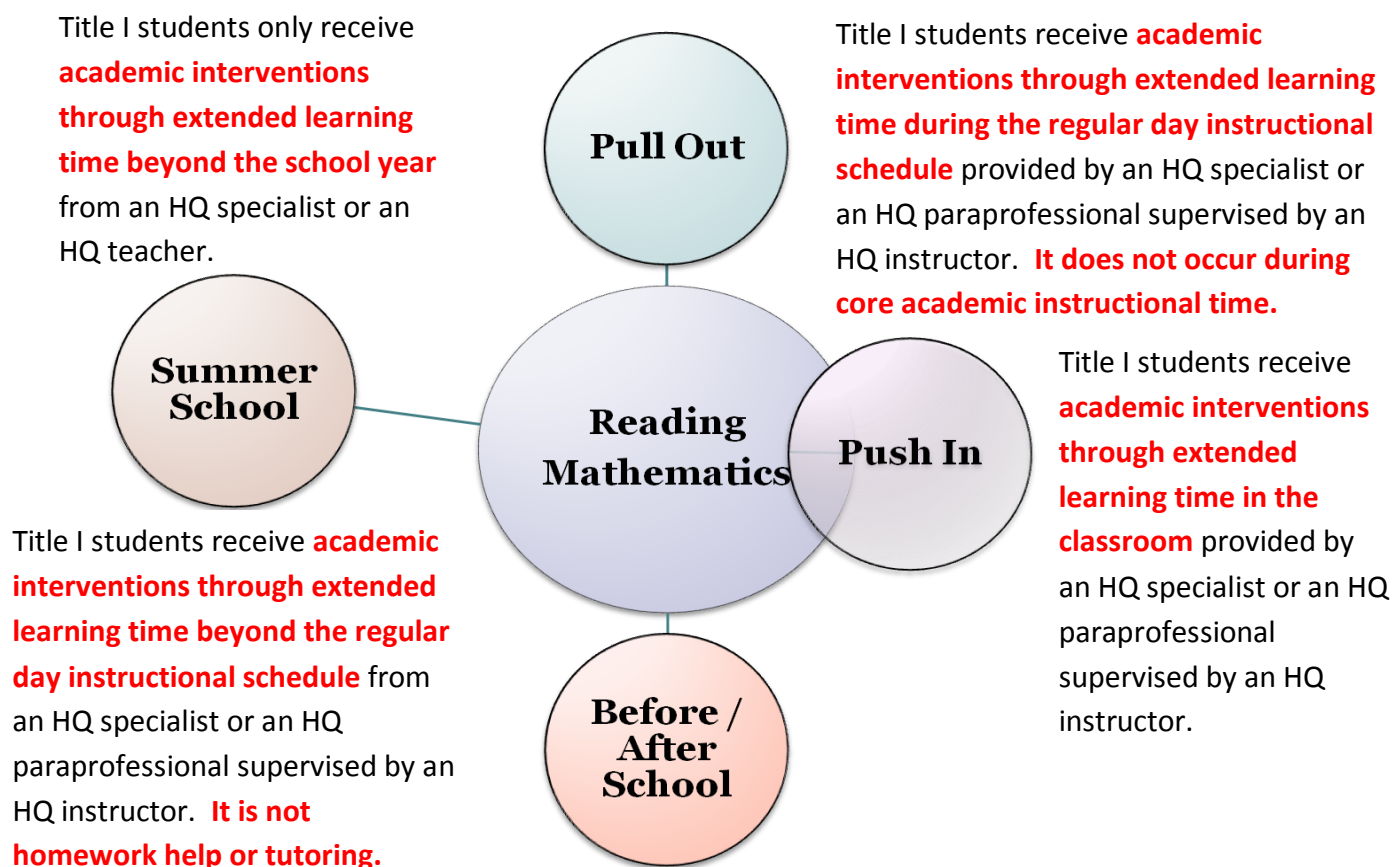 Title I students only receive
academic interventions
through extended learning
time beyond the school year
from an HQ specialist or an
HQ teacher.
Pull Out
Title I students receive academic
interventions through extended learning
time during the regular day instructional
schedule provided by an HQ specialist or
an HQ paraprofessional supervised by an
HQ instructor.  It does not occur during
core academic instructional time.
Summer
School
Reading
Mathematics
Push In
Title I students receive
academic interventions
through extended
learning time in the
classroom provided by
an HQ specialist or an HQ
paraprofessional
supervised by an HQ
instructor.
Title I students receive academic
interventions through extended
learning time beyond the regular
day instructional schedule from
an HQ specialist or an HQ
paraprofessional supervised by an
HQ instructor.  It is not
homework help or tutoring.
Before /
After
School